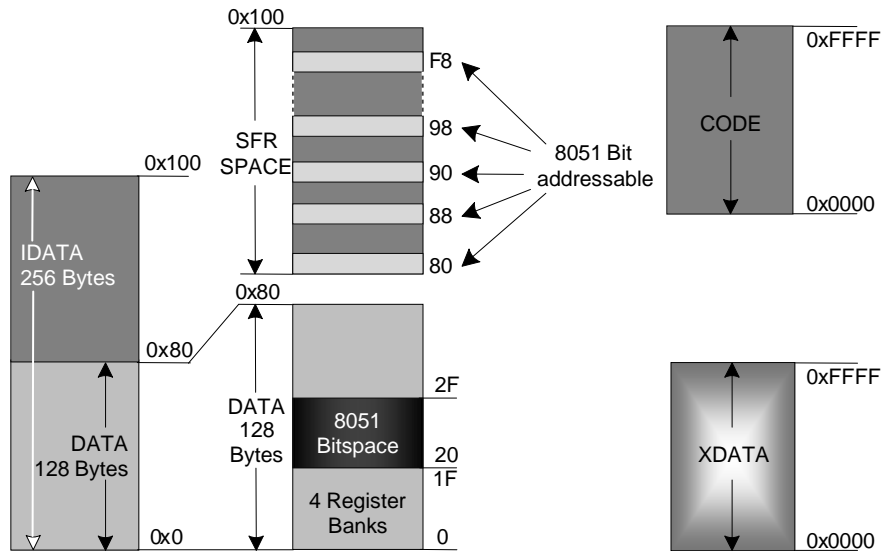 0x100
IDATA
256 Bytes
0x80
DATA
128 Bytes
0x0
0x100
SFR
SPACE
F8
98
90
88
80
8051 Bit
addressable
0x80
DATA
128
Bytes
2F
8051
Bitspace
20
1F
4 Register
Banks
0
0xFFFF
CODE
0x0000
0xFFFF
XDATA
0x0000